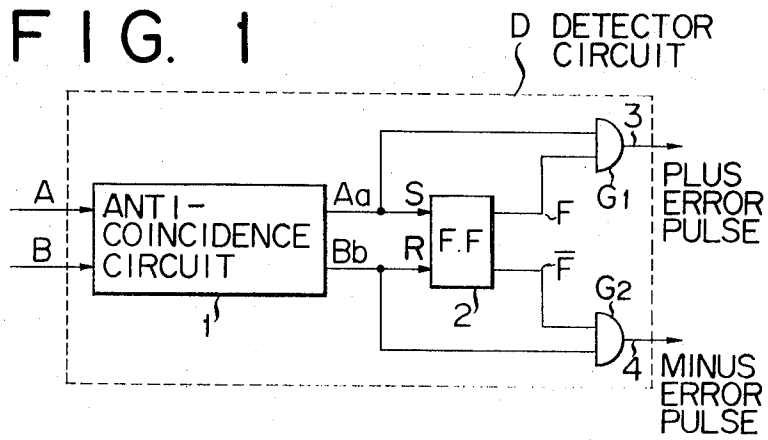 FIG. 1
D DETECTOR
CIRCUIT
A
B
ANTI-
COINCIDENCE
CIRCUIT
1
Aa
Bb
S
R
F.F
2
F
F̅
G1
G2
3
4
PLUS
ERROR
PULSE
MINUS
ERROR
PULSE